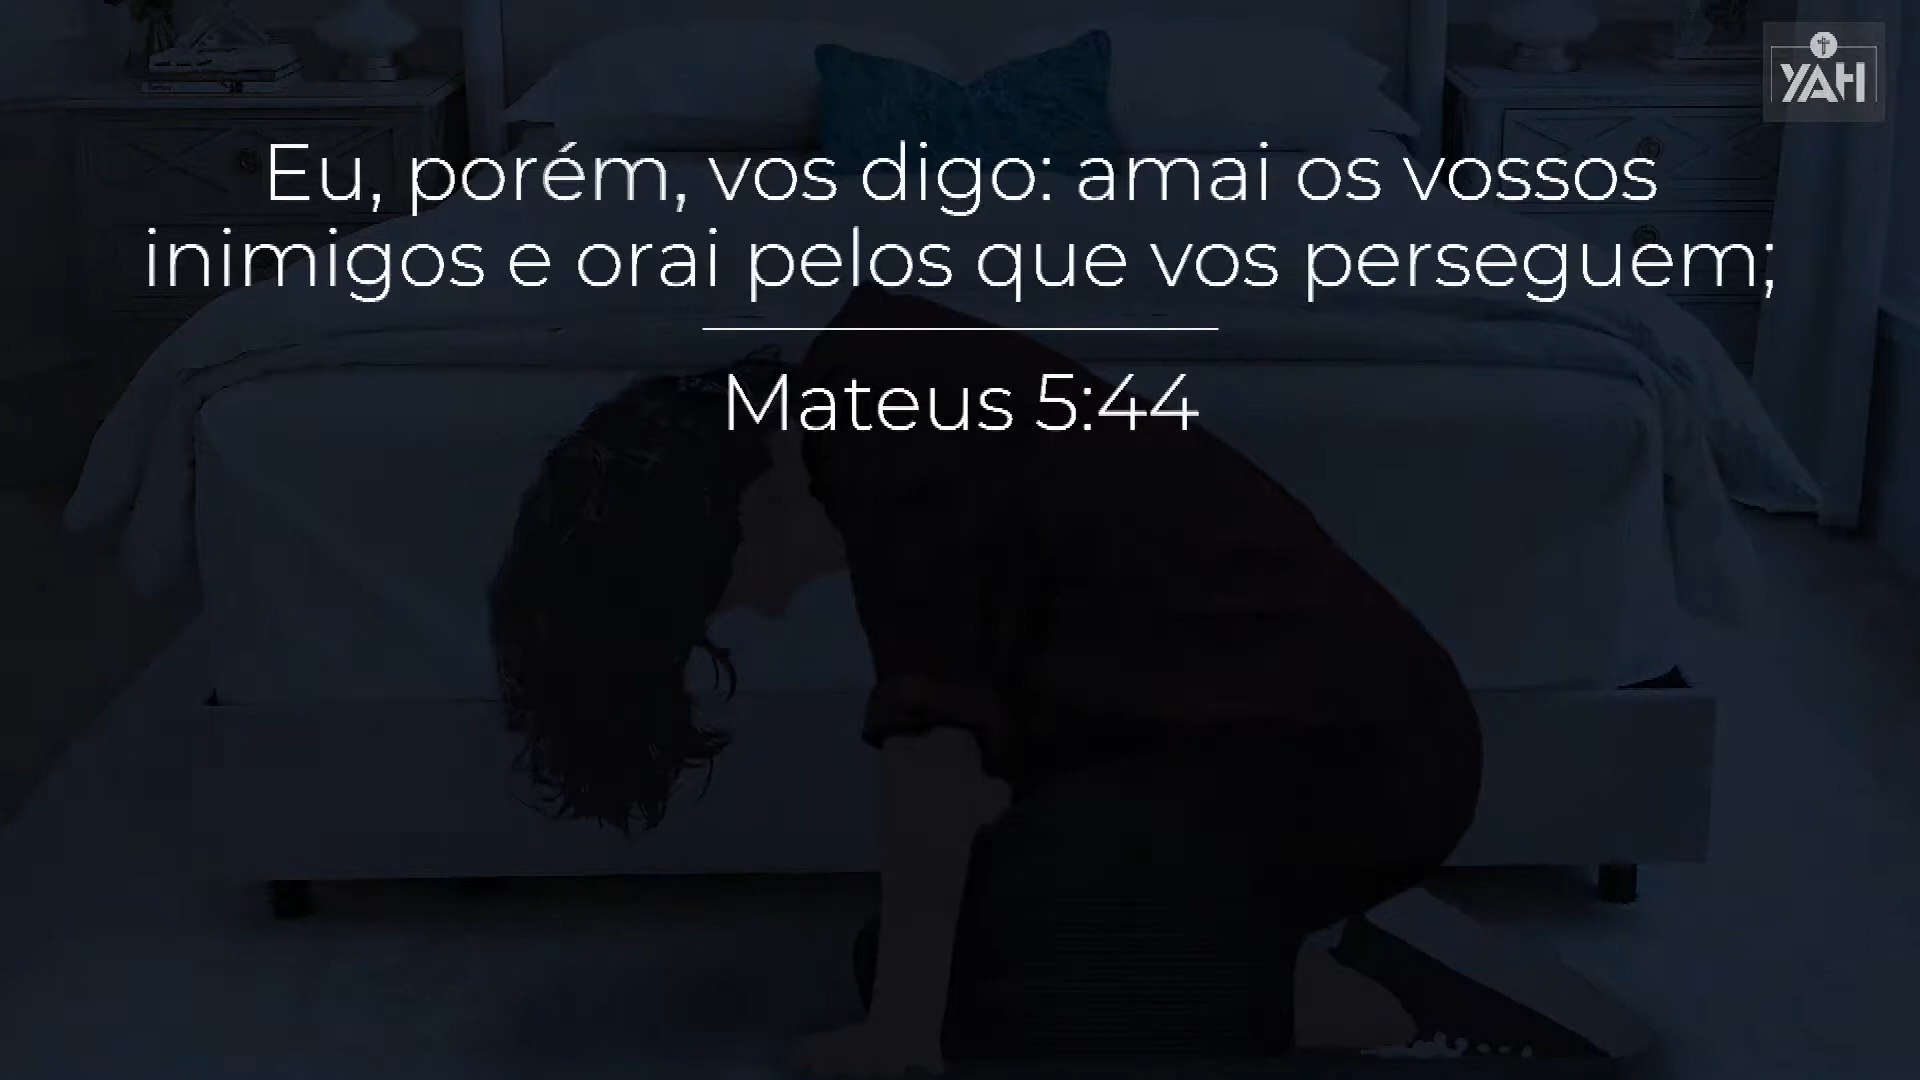 YAH
Eu, porém, vos digo: amai os vossos
inimigos e orai pelos que vos perseguem;
Mateus 5:44